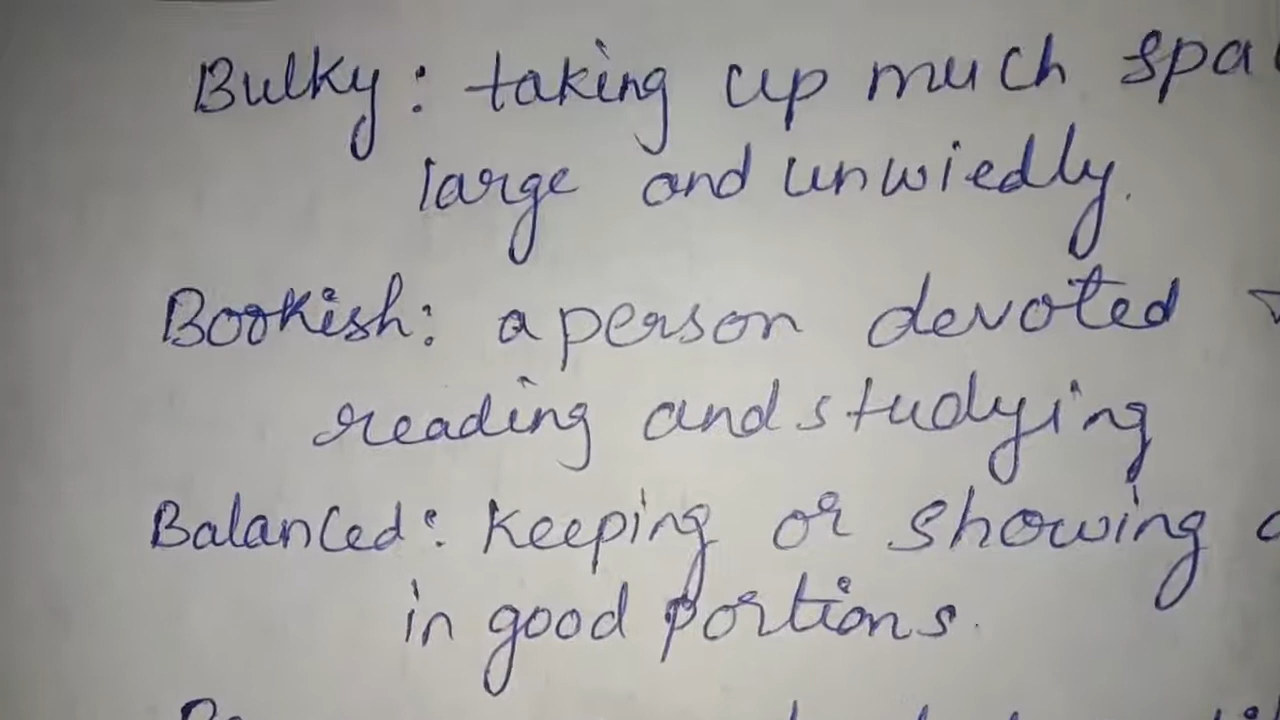 Bulky: taking up much spa
large and unwiedly.
Bookish: a person devoted
reading and studying
Balanced: Keeping or showing
in good portions.